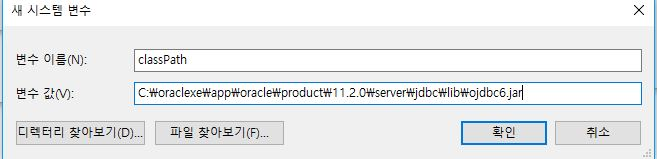 새 시스템 변수
변수 이름(N): classPath
변수 값(V): C:₩oraclexe₩app₩oracle₩product₩11.2.0₩server₩jdbc₩lib₩ojdbc6.jar
디렉터리 찾아보기(D)... 파일 찾아보기(F)... 확인 취소